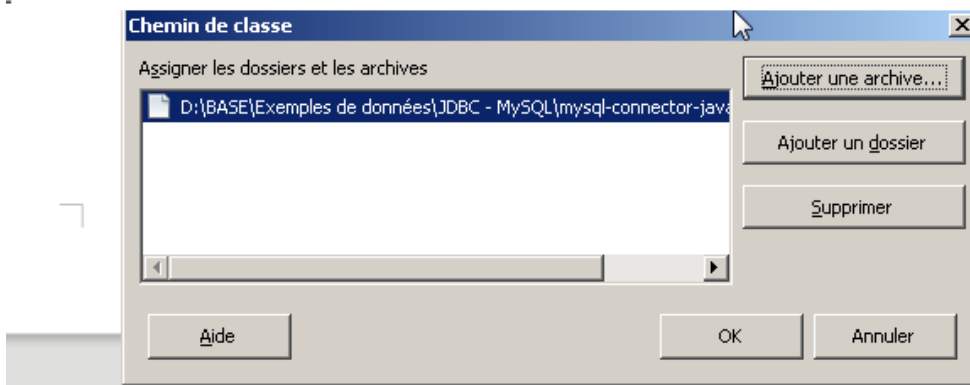 Chemin de classe
Assigner les dossiers et les archives
Ajouter une archive...
D:\BASE\Exemples de données\JDBC - MySQL\mysql-connector-java
Ajouter un dossier
Supprimer
Aide
OK
Annuler